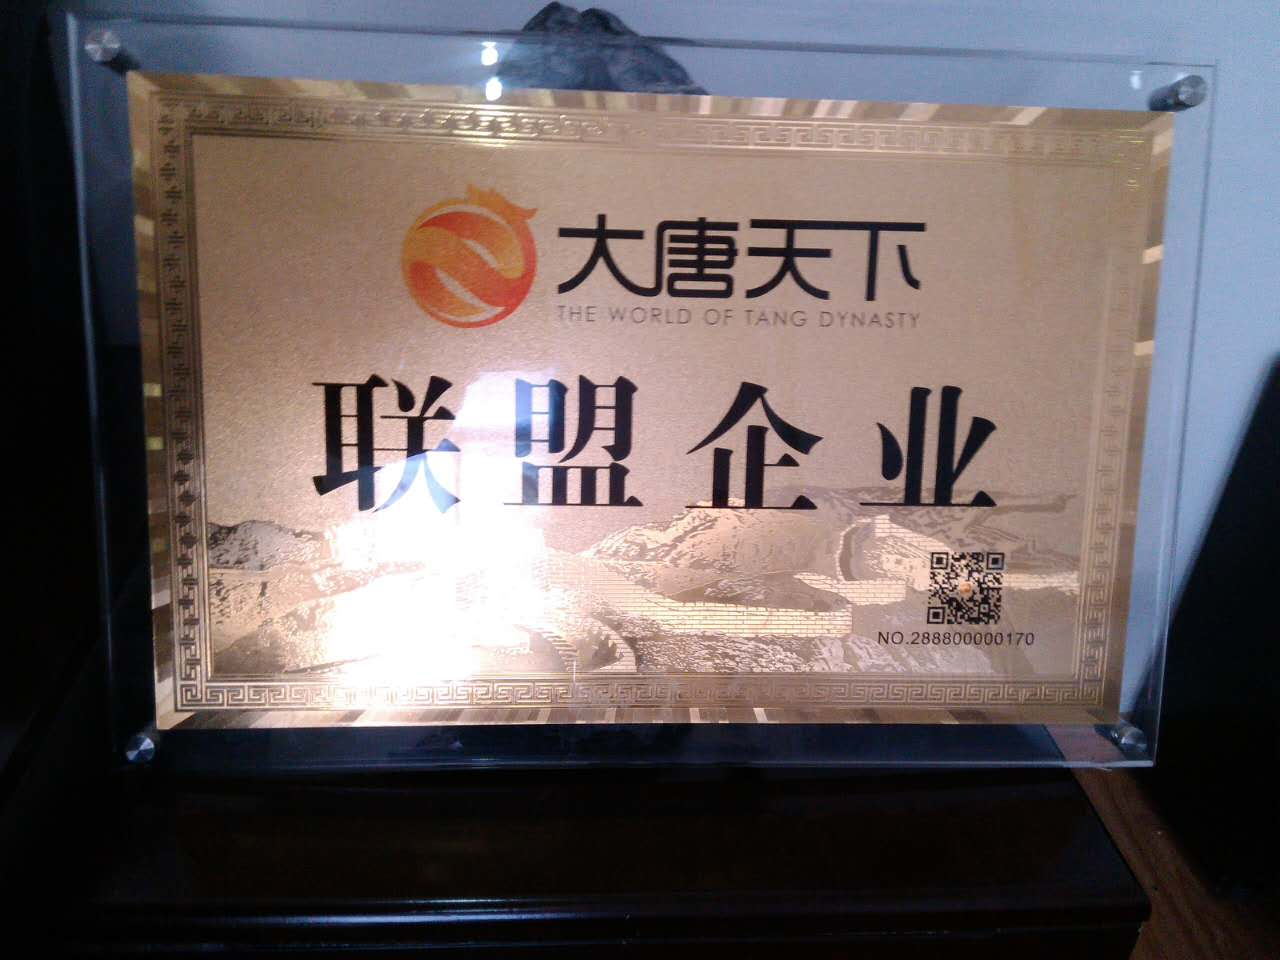 大唐天下
THE WORLD OF TANG DYNASTY
联盟企业
NO.288800000170